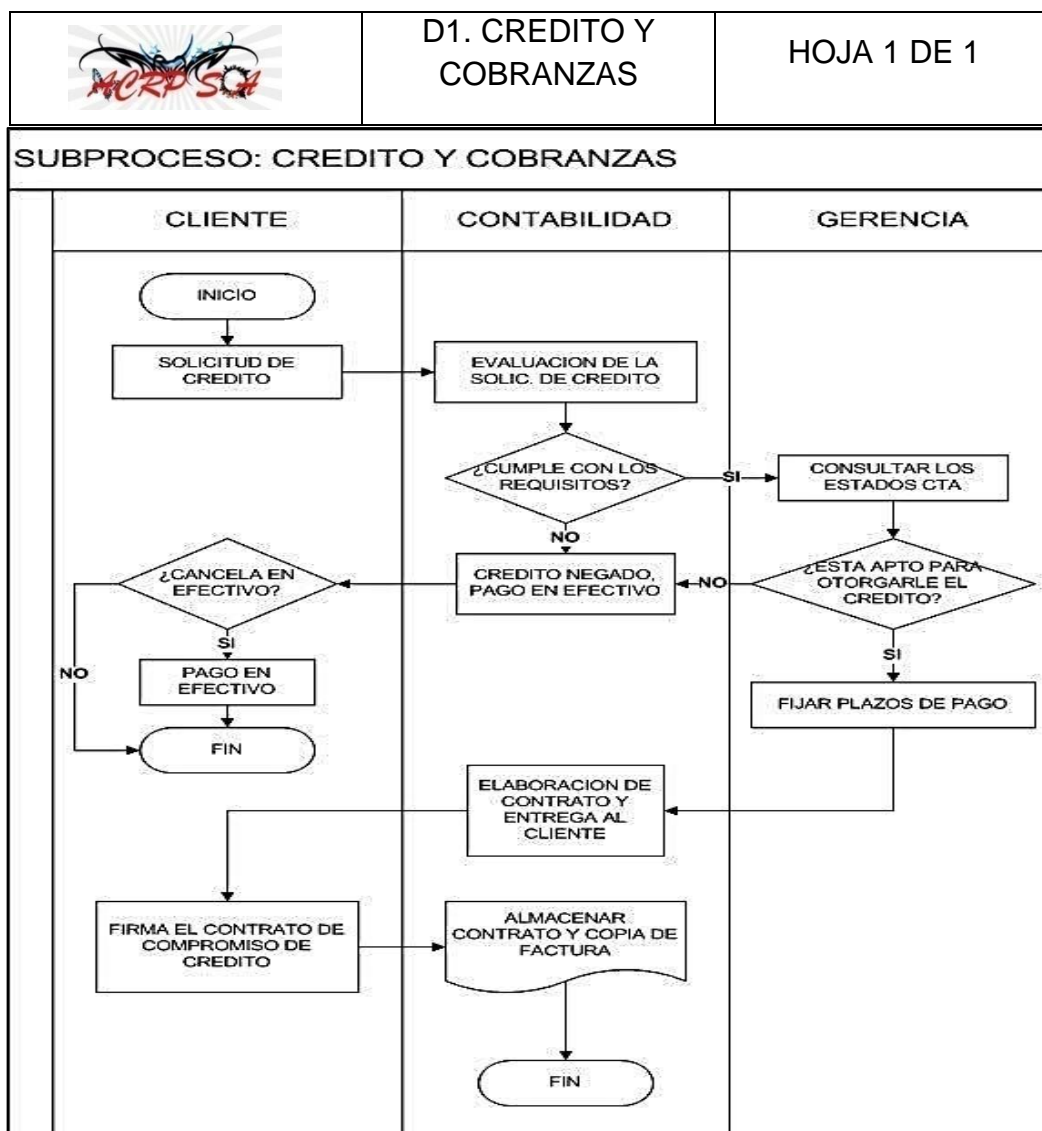 ACRP SOA
D1. CREDITO Y
COBRANZAS
HOJA 1 DE 1
SUBPROCESO: CREDITO Y COBRANZAS
CLIENTE
CONTABILIDAD
GERENCIA
INICIO
SOLICITUD DE
CREDITO
EVALUACION DE LA
SOLIC. DE CREDITO
¿CUMPLE CON LOS
REQUISITOS?
SI
CONSULTAR LOS
ESTADOS CTA
NO
¿CANCELA EN
EFECTIVO?
CREDITO NEGADO,
PAGO EN EFECTIVO
NO
¿ESTA APTO PARA
OTORGARLE EL
CREDITO?
SI
NO
PAGO EN
EFECTIVO
SI
FIJAR PLAZOS DE PAGO
FIN
ELABORACION DE
CONTRATO Y
ENTREGA AL
CLIENTE
FIRMA EL CONTRATO DE
COMPROMISO DE
CREDITO
ALMACENAR
CONTRATO Y COPIA DE
FACTURA
FIN